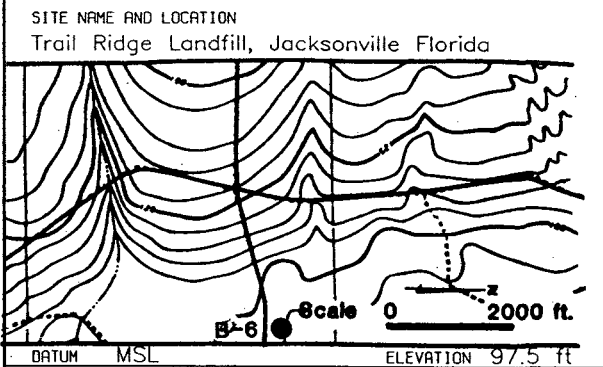 SITE NAME AND LOCATION
Trail Ridge Landfill, Jacksonville Florida
Z
B-6 Scale 0 2000 ft.
DATUM MSL ELEVATION 97.5 ft